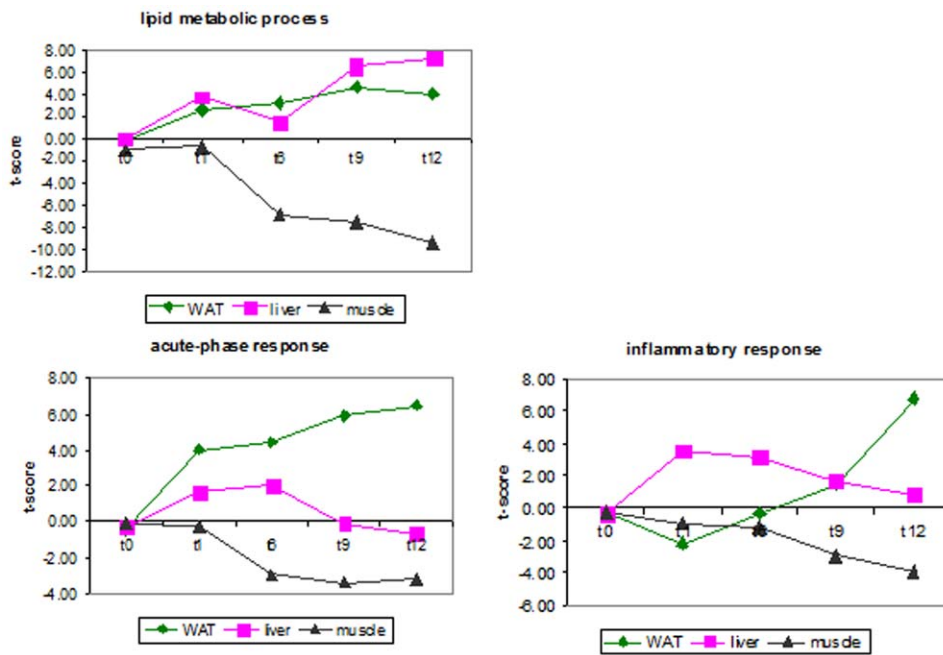 lipid metabolic process
8.00
6.00
4.00
2.00
0.00
-2.00
-4.00
-6.00
-8.00
-10.00
-12.00
t-score
t0 t1 t6 t9 t12
WAT liver muscle
acute-phase response
8.00
6.00
4.00
2.00
0.00
-2.00
-4.00
t-score
t0 t1 t6 t9 t12
WAT liver muscle
inflammatory response
8.00
6.00
4.00
2.00
0.00
-2.00
-4.00
-6.00
t-score
t0 t9 t12
WAT liver muscle